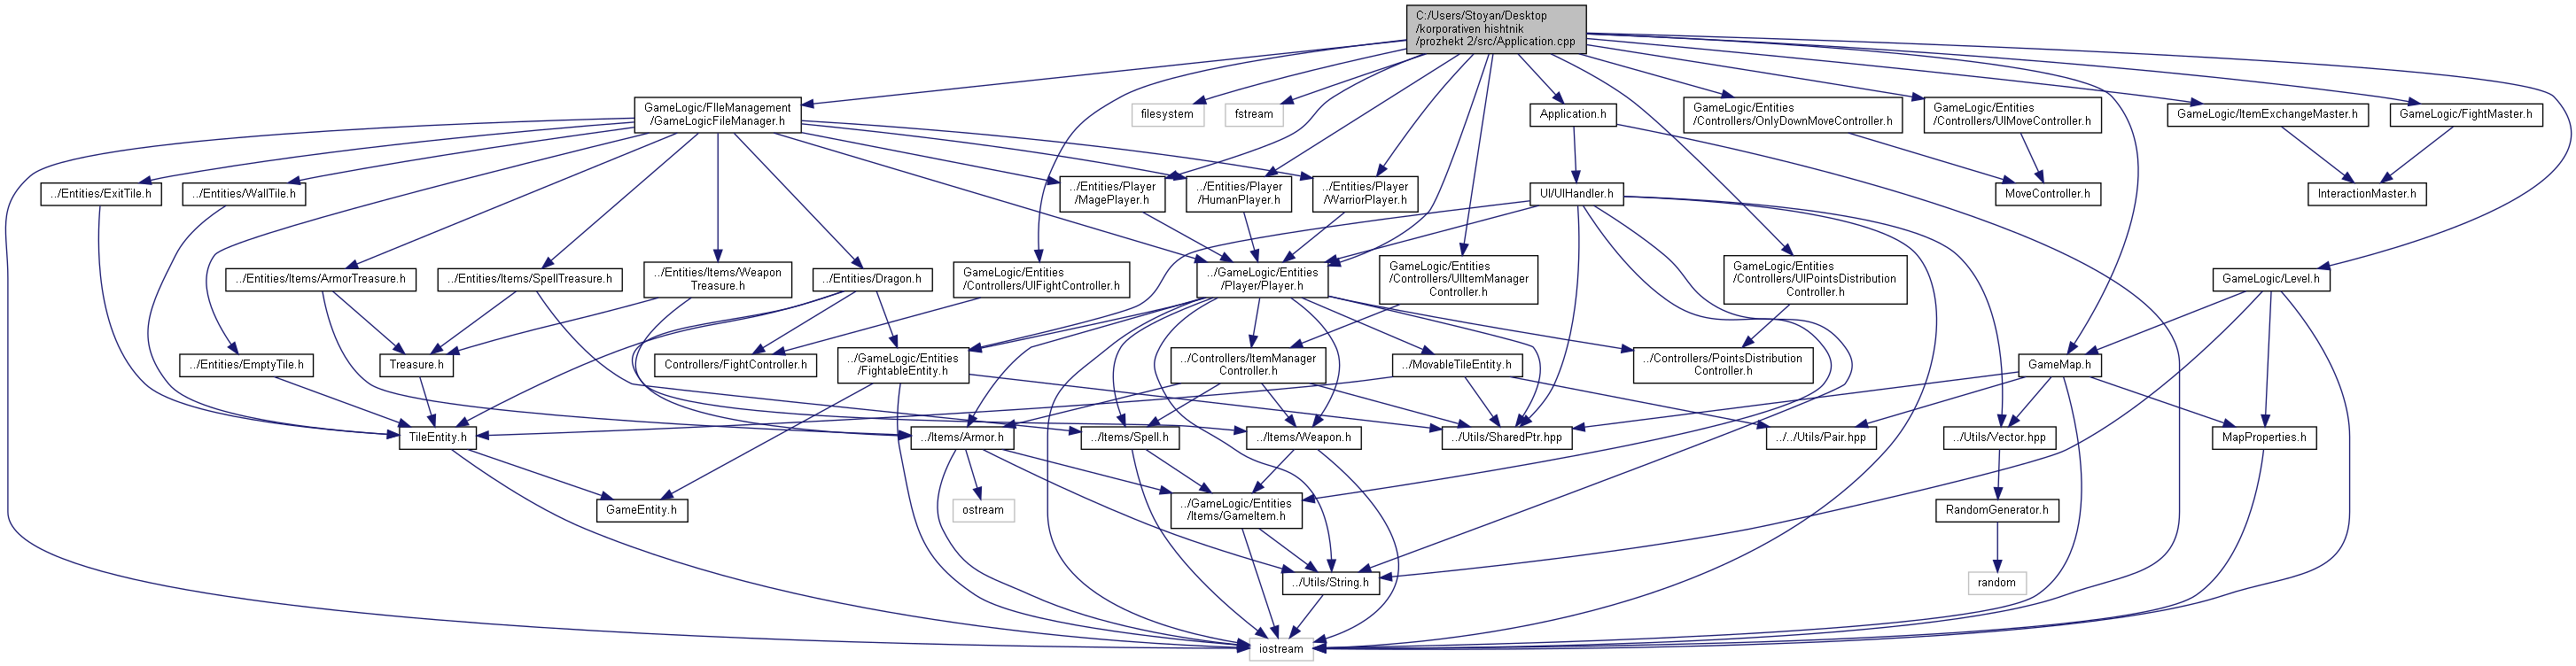 C:/Users/Stoyan/Desktop
/korporativen hishtnik
/prozhekt 2/src/Application.cpp
GameLogic/FIleManagement
/GameLogicFileManager.h
filesystem
fstream
Application.h
GameLogic/Entities
/Controllers/OnlyDownMoveController.h
GameLogic/Entities
/Controllers/UIMoveController.h
GameLogic/ItemExchangeMaster.h
GameLogic/FightMaster.h
../Entities/ExitTile.h
../Entities/WallTile.h
../Entities/Player
/MagePlayer.h
../Entities/Player
/HumanPlayer.h
../Entities/Player
/WarriorPlayer.h
UI/UIHandler.h
MoveController.h
InteractionMaster.h
../Entities/Items/ArmorTreasure.h
../Entities/Items/SpellTreasure.h
../Entities/Items/Weapon
Treasure.h
../Entities/Dragon.h
GameLogic/Entities
/Controllers/UIFightController.h
../GameLogic/Entities
/Player/Player.h
GameLogic/Entities
/Controllers/UIItemManager
Controller.h
GameLogic/Entities
/Controllers/UIPointsDistribution
Controller.h
GameLogic/Level.h
../Entities/EmptyTile.h
Treasure.h
Controllers/FightController.h
../GameLogic/Entities
/FightableEntity.h
../Controllers/ItemManager
Controller.h
../MovableTileEntity.h
../Controllers/PointsDistribution
Controller.h
GameMap.h
TileEntity.h
../Items/Armor.h
../Items/Spell.h
../Items/Weapon.h
../Utils/SharedPtr.hpp
../../Utils/Pair.hpp
../Utils/Vector.hpp
MapProperties.h
GameEntity.h
ostream
../GameLogic/Entities
/Items/GameItem.h
RandomGenerator.h
../Utils/String.h
random
iostream